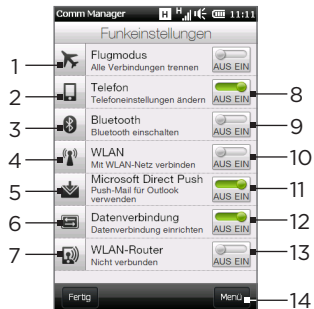 Comm Manager H H 11:11
Funkeinstellungen
1 Flugmodus
Alle Verbindungen trennen AUS EIN
2 Telefon 8
Telefoneinstellungen ändern AUS EIN
3 Bluetooth 9
Bluetooth einschalten AUS EIN
4 WLAN 10
Mit WLAN-Netz verbinden AUS EIN
5 Microsoft Direct Push 11
Push-Mail für Outlook
verwenden AUS EIN
6 Datenverbindung 12
Datenverbindung einrichten AUS EIN
7 WLAN-Router 13
Nicht verbunden AUS EIN
Fertig Menü 14